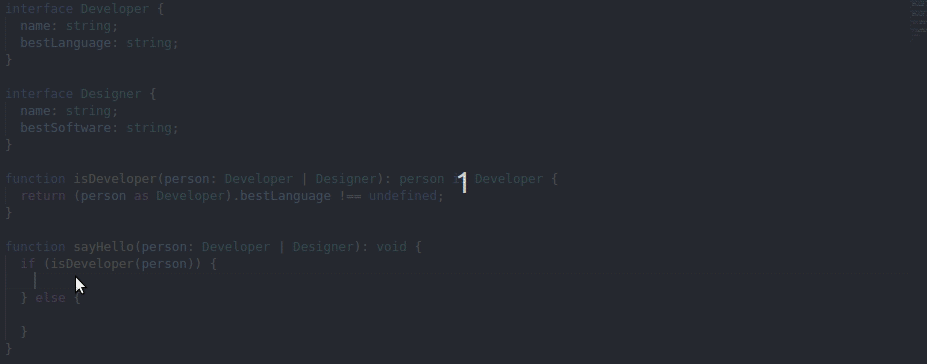 interface Developer {
  name: string;
  bestLanguage: string;
}

interface Designer {
  name: string;
  bestSoftware: string;
}

function isDeveloper(person: Developer | Designer): person is Developer {
  return (person as Developer).bestLanguage !== undefined;
}

function sayHello(person: Developer | Designer): void {
  if (isDeveloper(person)) {

  } else {

  }
}
1